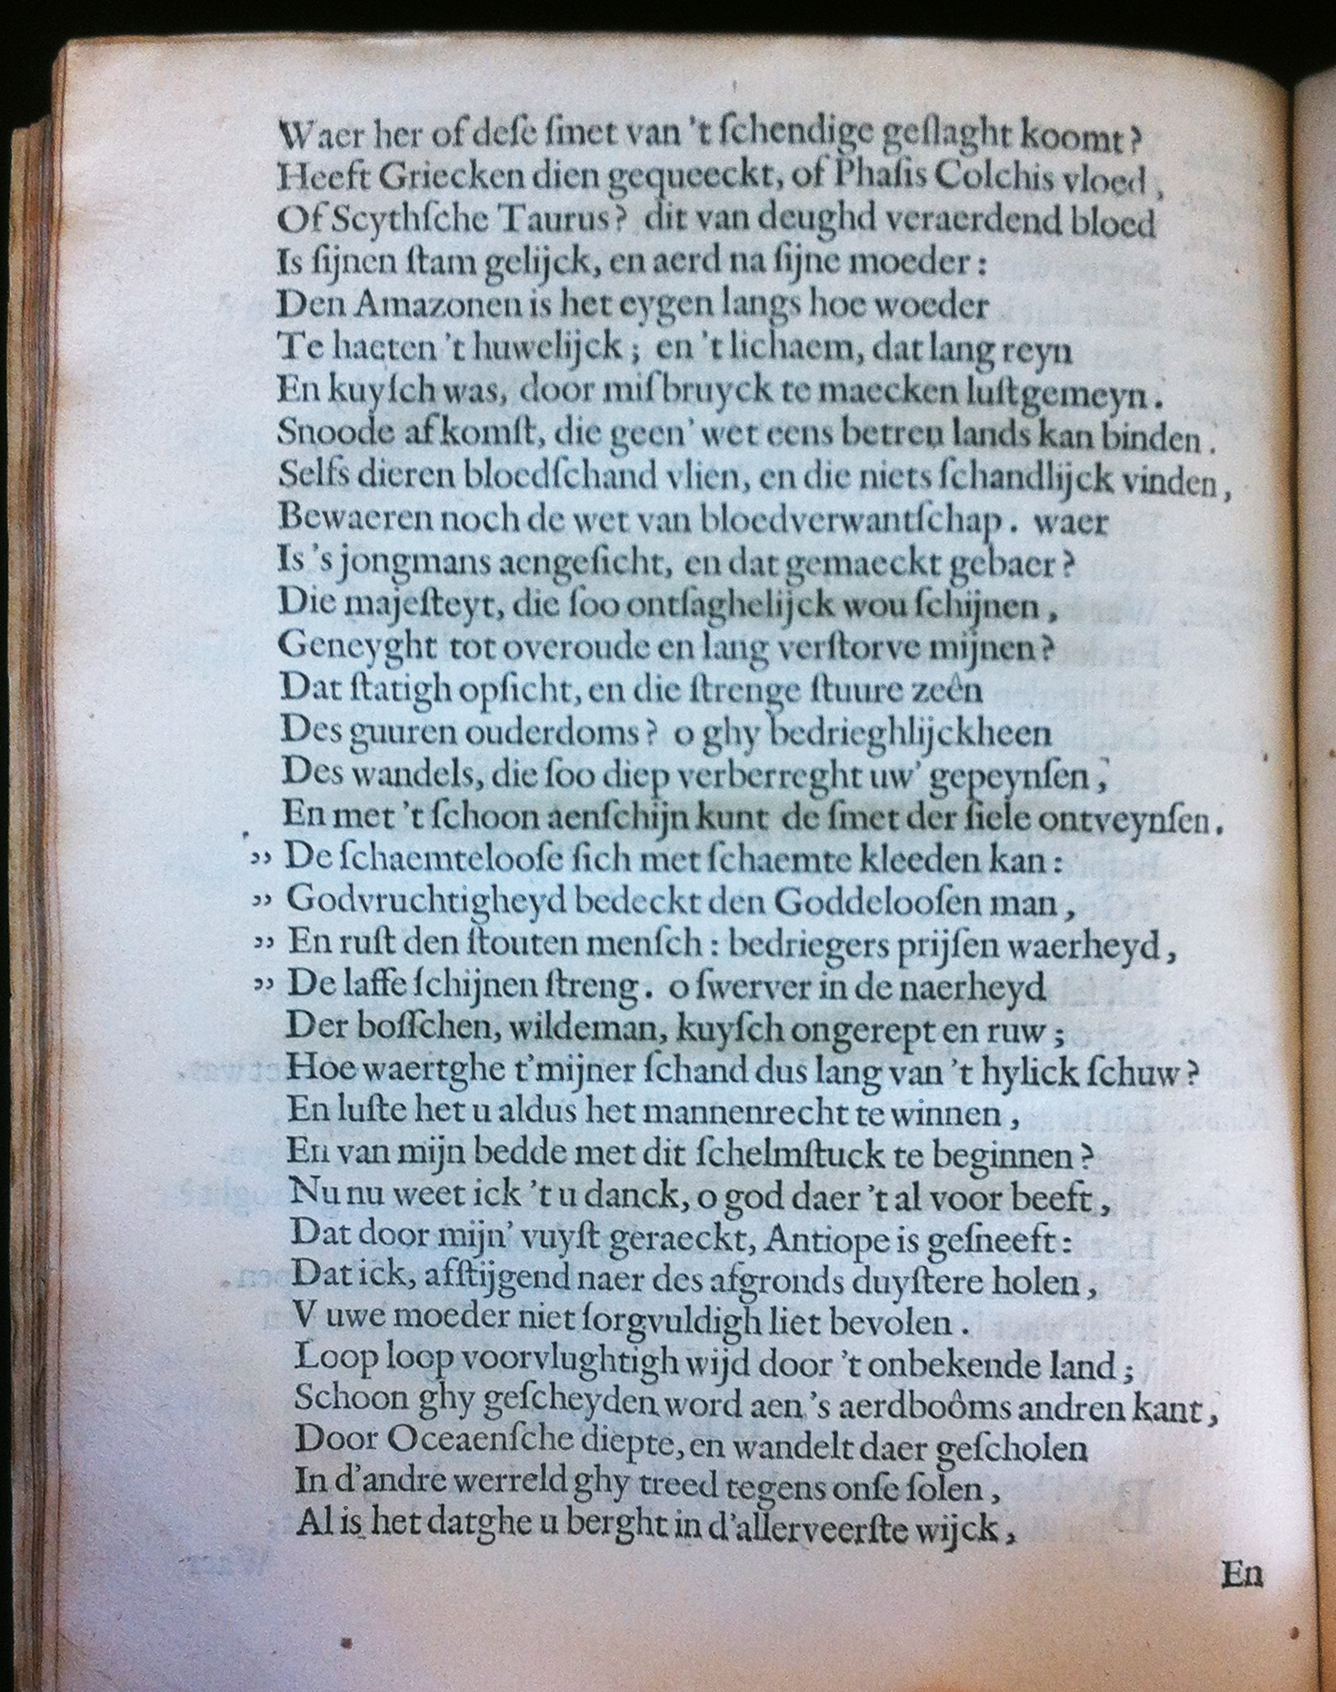 Waer her of deſe ſmet van 't ſchendige geſlaght koomt?
Heeft Griecken dien gequeeckt, of Phaſis Colchis vloed,
Of Scythſche Taurus? dit van deughd veraerdend bloed
Is ſijnen ſtam gelijck, en aerd na ſijne moeder:
Den Amazonen is het eygen langs hoe woeder
Te haeten 't huwelijck; en 't lichaem, dat lang reyn
En kuyſch was, door miſbruyck te maecken luſtgemeyn.
Snoode afkomſt, die geen' wet eens betren lands kan binden.
Selfs dieren bloedſchand vlien, en die niets ſchandlijck vinden,
Bewaeren noch de wet van bloedverwantſchap. waer
Is 's jongmans aengeſicht, en dat gemaeckt gebaer?
Die majeſteyt, die ſoo ontſaghelijck wou ſchijnen,
Geneyght tot overoude en lang verſtorve mijnen?
Dat ſtatigh opſicht, en die ſtrenge ſtuure zeên
Des guuren ouderdoms? o ghy bedrieghlijckheen
Des wandels, die ſoo diep verberreght uw' gepeynſen,
En met 't ſchoon aenſchijn kunt de ſmet der ſiele ontveynſen.
„ De ſchaemtelooſe ſich met ſchaemte kleeden kan:
„ Godvruchtigheyd bedeckt den Goddelooſen man,
„ En ruſt den ſtouten menſch: bedriegers prijſen waerheyd,
„ De laffe ſchijnen ſtreng. o ſwerver in de naerheyd
Der boſſchen, wildeman, kuyſch ongerept en ruw;
Hoe waertghe t'mijner ſchand dus lang van 't hylick ſchuw?
En luſte het u aldus het mannenrecht te winnen,
En van mijn bedde met dit ſchelmſtuck te beginnen?
Nu nu weet ick 't u danck, o god daer 't al voor beeft,
Dat door mijn' vuyſt geraeckt, Antiope is geſneeft:
Dat ick, afſtijgend naer des afgronds duyſtere holen,
V uwe moeder niet ſorgvuldigh liet bevolen.
Loop loop voorvlughtigh wijd door 't onbekende land;
Schoon ghy geſcheyden word aen 's aerdboôms andren kant,
Door Oceaenſche diepte, en wandelt daer geſcholen
In d'andre werreld ghy treed tegens onſe ſolen,
Al is het datghe u berght in d'allerveerſte wijck,
En